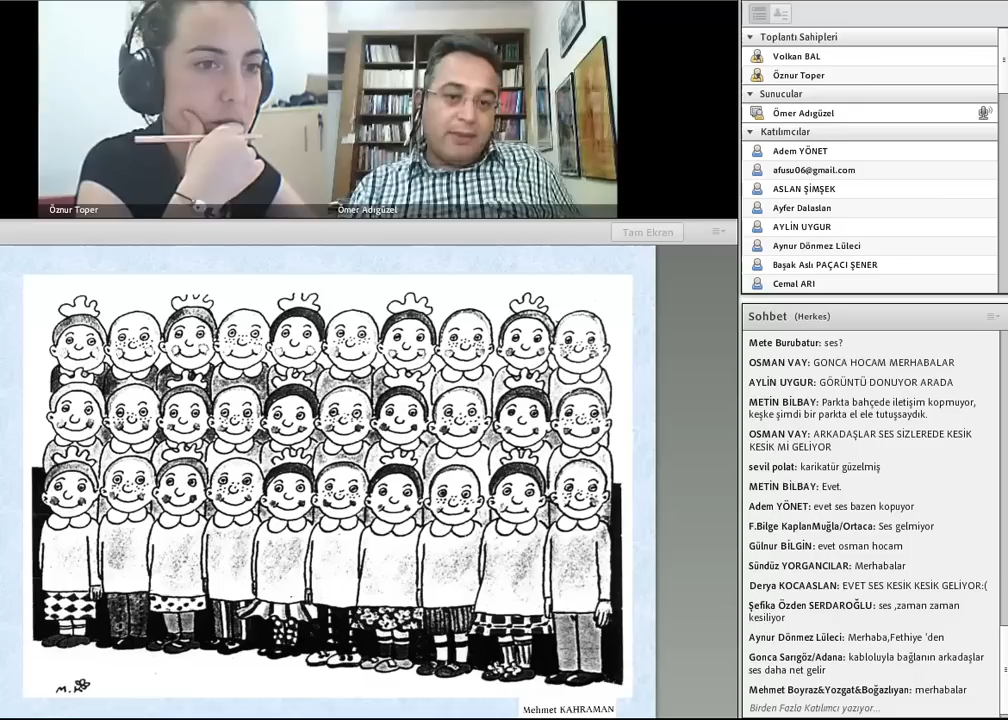 Öznur Toper
Ömer Adıgüzel
Tam Ekran
M.K
Mehmet KAHRAMAN
Toplantı Sahipleri
Volkan BAL
Öznur Toper
Sunucular
Ömer Adıgüzel
Katılımcılar
Adem YÖNET
afusu06@gmail.com
ASLAN ŞİMŞEK
Ayfer Dalaslan
AYLİN UYGUR
Aynur Dönmez Lüleci
Başak Aslı PAÇACI ŞENER
Cemal ARI
Sohbet (Herkes)
Mete Burubatur: ses?
OSMAN VAY: GONCA HOCAM MERHABALAR
AYLİN UYGUR: GÖRÜNTÜ DONUYOR ARADA
METİN BİLBAY: Parkta bahçede iletişim kopmuyor,
keşke şimdi bir parkta el ele tutuşsaydık.
OSMAN VAY: ARKADAŞLAR SES SİZLEREDE KESİK
KESİK Mİ GELİYOR
sevil polat: karikatür güzelmiş
METİN BİLBAY: Evet.
Adem YÖNET: evet ses bazen kopuyor
F.Bilge KaplanMuğla/Ortaca: Ses gelmiyor
Gülnur BİLGİN: evet osman hocam
Sündüz YORGANCILAR: Merhabalar
Derya KOCAASLAN: EVET SES KESİK KESİK GELİYOR:(
Şefika Özden SERDAROĞLU: ses ,zaman zaman
kesiliyor
Aynur Dönmez Lüleci: Merhaba,Fethiye 'den
Gonca Sarıgöz/Adana: kabloluyla bağlanın arkadaşlar
ses daha net gelir
Mehmet Boyraz&Yozgat&Boğazlıyan: merhabalar
Birden Fazla Katılımcı yazıyor...